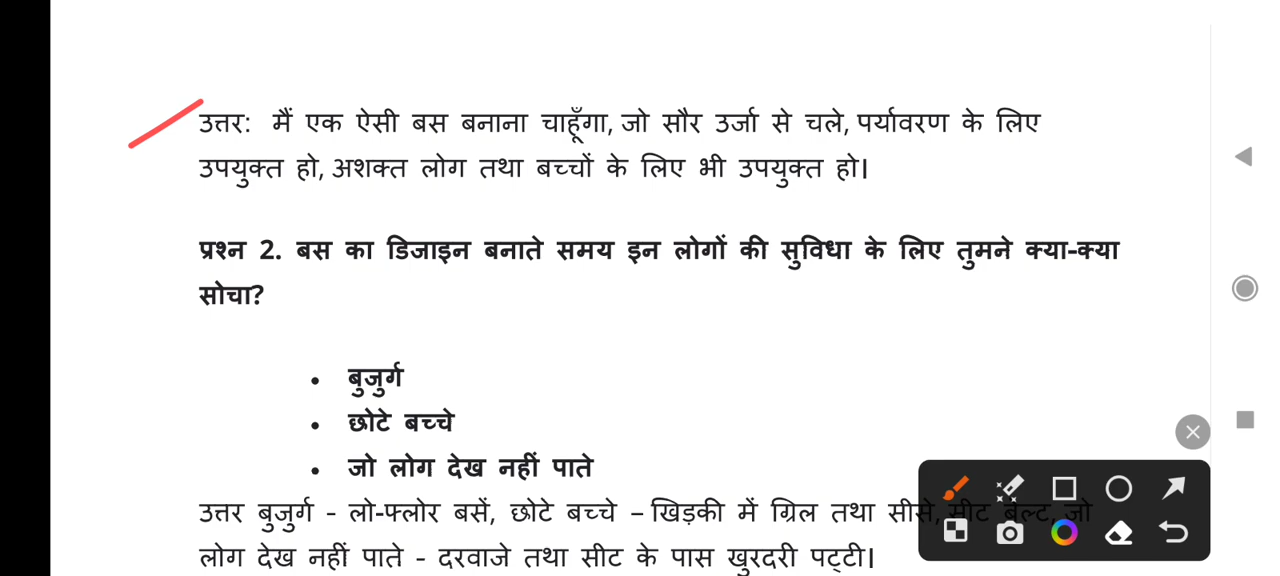 उत्तर: मैं एक ऐसी बस बनाना चाहूँगा, जो सौर उर्जा से चले, पर्यावरण के लिए
उपयुक्त हो, अशक्त लोग तथा बच्चों के लिए भी उपयुक्त हो।
प्रश्न 2. बस का डिजाइन बनाते समय इन लोगों की सुविधा के लिए तुमने क्या-क्या
सोचा?
• बुजुर्ग
• छोटे बच्चे
• जो लोग देख नहीं पाते
उत्तर बुजुर्ग - लो-फ्लोर बसें, छोटे बच्चे – खिड़की में ग्रिल तथा सीसे, सीट बेल्ट, जो
लोग देख नहीं पाते - दरवाजे तथा सीट के पास खुरदरी पट्टी।